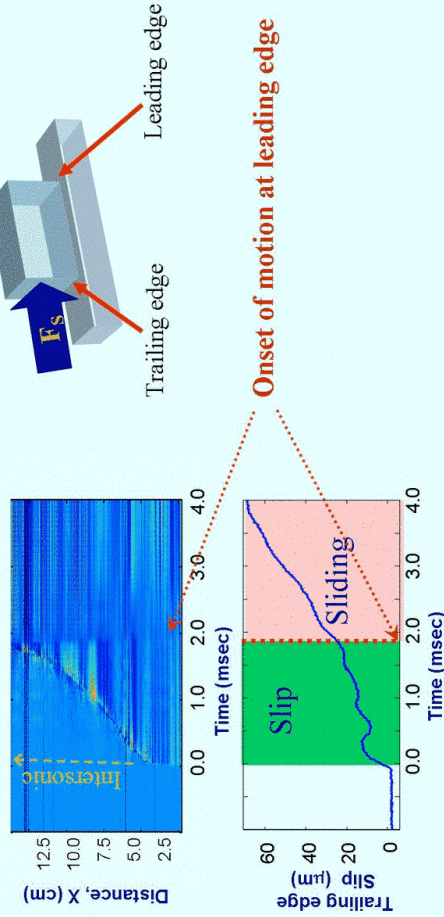 Intersonic
Distance, X (cm)
12.5
10.0
7.5
5.0
2.5
0.0 1.0 2.0 3.0 4.0
Time (msec)
Fs
Leading edge
Trailing edge
Onset of motion at leading edge
Slip
Sliding
Trailing edge
Slip (μm)
60
40
20
0
0.0 1.0 2.0 3.0 4.0
Time (msec)